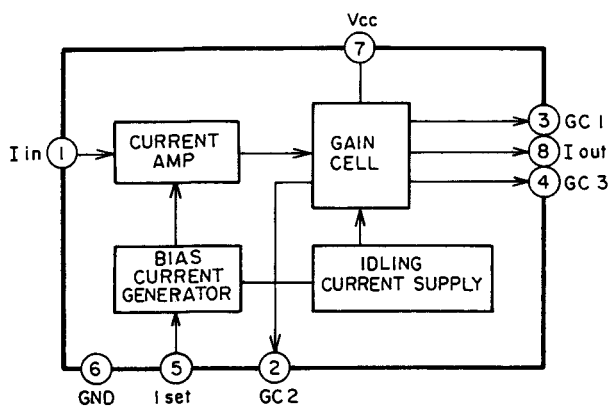 Vcc
7
3 GC 1
I in 1
CURRENT
AMP
GAIN
CELL
8 I out
4 GC 3
BIAS
CURRENT
GENERATOR
IDLING
CURRENT SUPPLY
6
5
2
GND
I set
GC 2